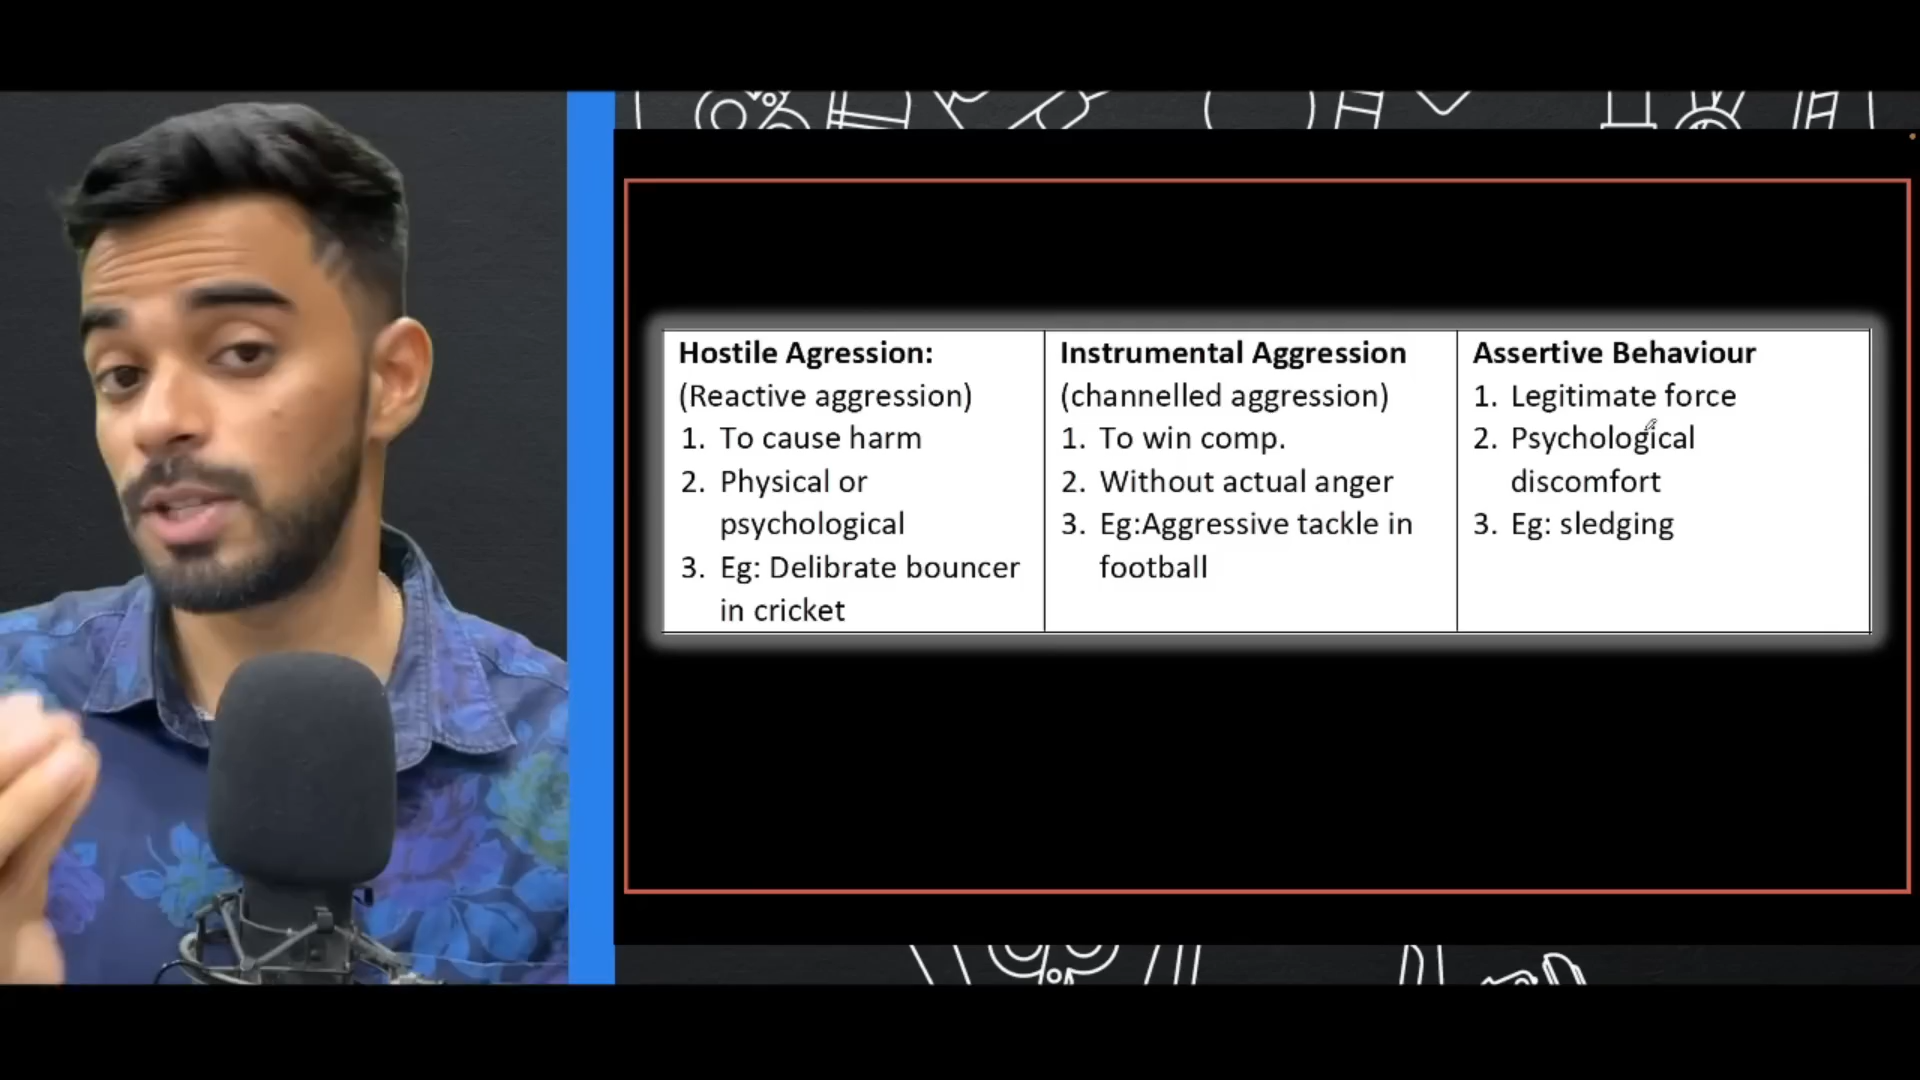 Hostile Agression:
(Reactive aggression)
1. To cause harm
2. Physical or
psychological
3. Eg: Delibrate bouncer
in cricket
Instrumental Aggression
(channelled aggression)
1. To win comp.
2. Without actual anger
3. Eg:Aggressive tackle in
football
Assertive Behaviour
1. Legitimate force
2. Psychological
discomfort
3. Eg: sledging